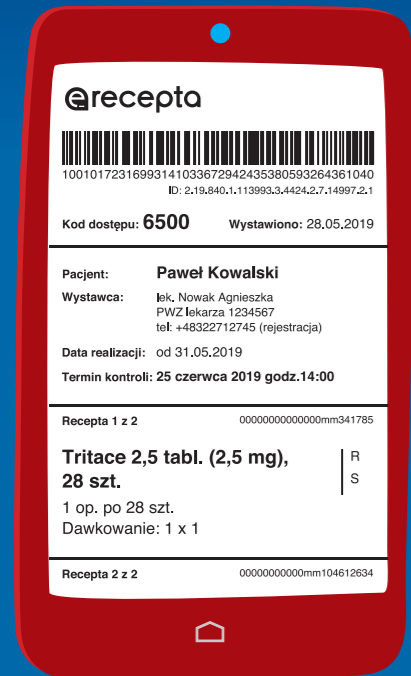 erecepta
10010172316993141033672942435380593264361040
ID: 2.19.840.1.113993.3.4424.2.7.14997.2.1
Kod dostępu: 6500 Wystawiono: 28.05.2019
Pacjent: Paweł Kowalski
Wystawca: lek. Nowak Agnieszka
PWZ lekarza 1234567
tel: +48322712745 (rejestracja)
Data realizacji: od 31.05.2019
Termin kontroli: 25 czerwca 2019 godz.14:00
Recepta 1 z 2 00000000000000mm341785
Tritace 2,5 tabl. (2,5 mg), R
28 szt. S
1 op. po 28 szt.
Dawkowanie: 1 x 1
Recepta 2 z 2 00000000000mm104612634